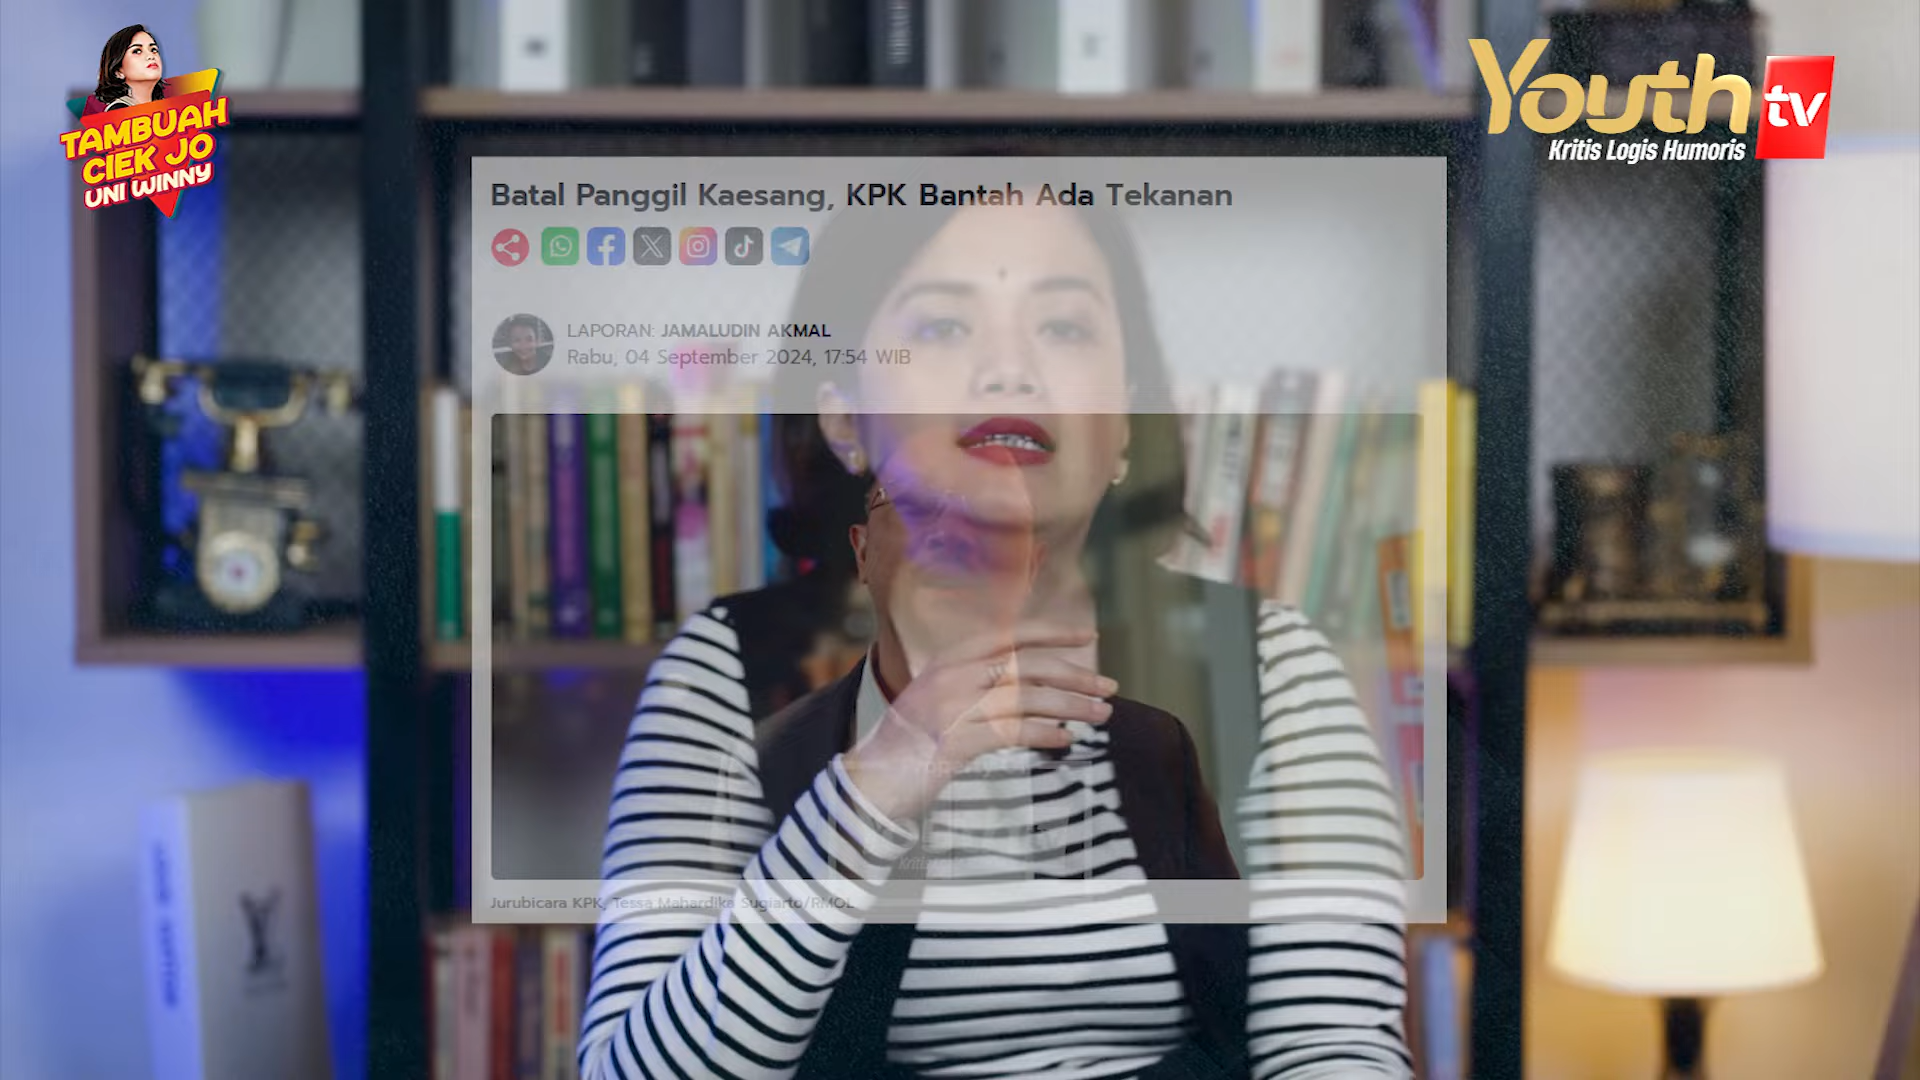 TAMBUAH
CIEK JO
UNI WINNY
Youth tv
Kritis Logis Humoris
Batal Panggil Kaesang, KPK Bantah Ada Tekanan
LAPORAN: JAMALUDIN AKMAL
Rabu, 04 September 2024, 17:54 WIB
Jurubicara KPK, Tessa Mahardika Sugiarto/RMOL